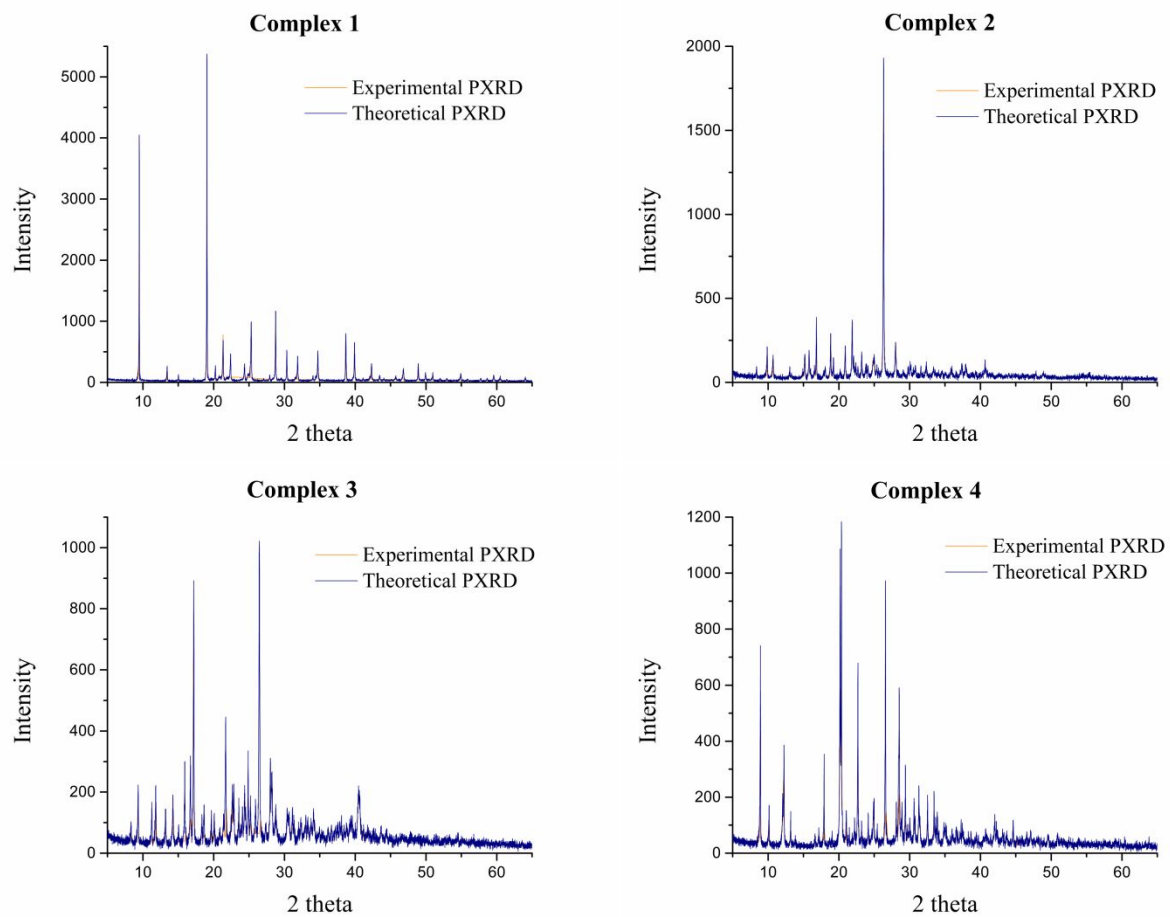 Complex 1
Experimental PXRD
Theoretical PXRD
Intensity
5000
4000
3000
2000
1000
0
10 20 30 40 50 60
2 theta
Complex 2
Experimental PXRD
Theoretical PXRD
Intensity
2000
1500
1000
500
0
10 20 30 40 50 60
2 theta
Complex 3
Experimental PXRD
Theoretical PXRD
Intensity
1000
800
600
400
200
0
10 20 30 40 50 60
2 theta
Complex 4
Experimental PXRD
Theoretical PXRD
Intensity
1200
1000
800
600
400
200
0
10 20 30 40 50 60
2 theta